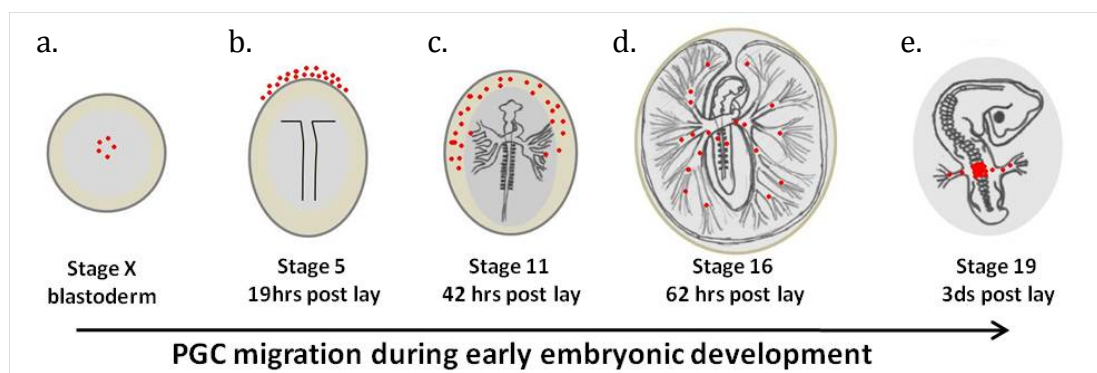 a.
b.
c.
d.
e.
Stage X
blastoderm
Stage 5
19hrs post lay
Stage 11
42 hrs post lay
Stage 16
62 hrs post lay
Stage 19
3ds post lay
PGC migration during early embryonic development